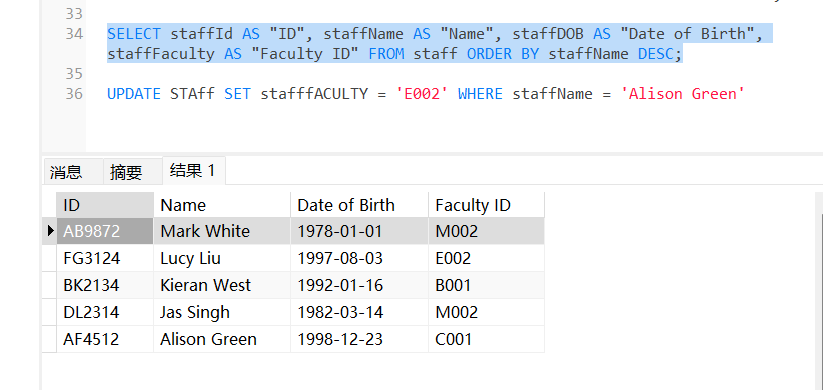 33
34 SELECT staffId AS "ID", staffName AS "Name", staffDOB AS "Date of Birth",
staffFaculty AS "Faculty ID" FROM staff ORDER BY staffName DESC;
35
36 UPDATE STAff SET stafffACULTY = 'E002' WHERE staffName = 'Alison Green'
消息 摘要 结果 1
ID Name Date of Birth Faculty ID
AB9872 Mark White 1978-01-01 M002
FG3124 Lucy Liu 1997-08-03 E002
BK2134 Kieran West 1992-01-16 B001
DL2314 Jas Singh 1982-03-14 M002
AF4512 Alison Green 1998-12-23 C001